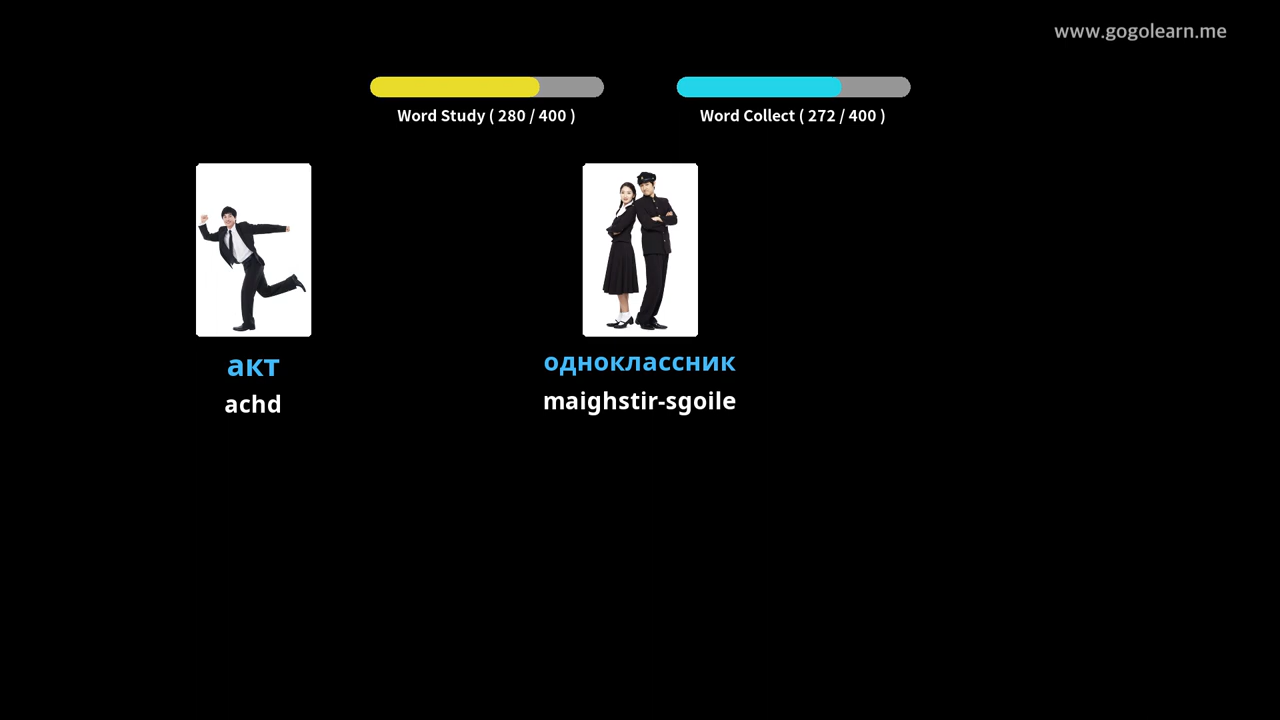 www.gogolearn.me
Word Study ( 280 / 400 )
Word Collect ( 272 / 400 )
акт
achd
одноклассник
maighstir-sgoile